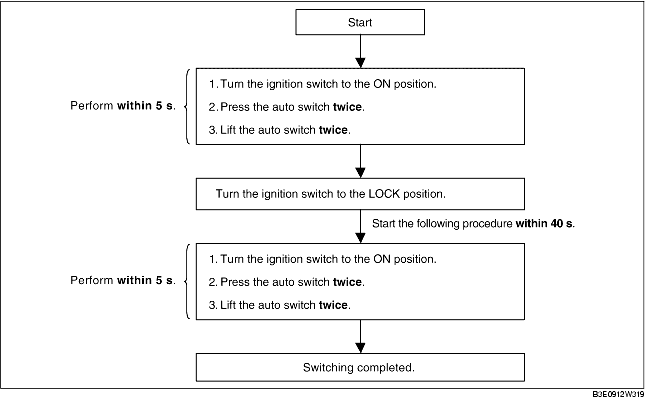 Start
1. Turn the ignition switch to the ON position.
Perform within 5 s.
2. Press the auto switch twice.
3. Lift the auto switch twice.
Turn the ignition switch to the LOCK position.
Start the following procedure within 40 s.
1. Turn the ignition switch to the ON position.
Perform within 5 s.
2. Press the auto switch twice.
3. Lift the auto switch twice.
Switching completed.
B3E0912W319